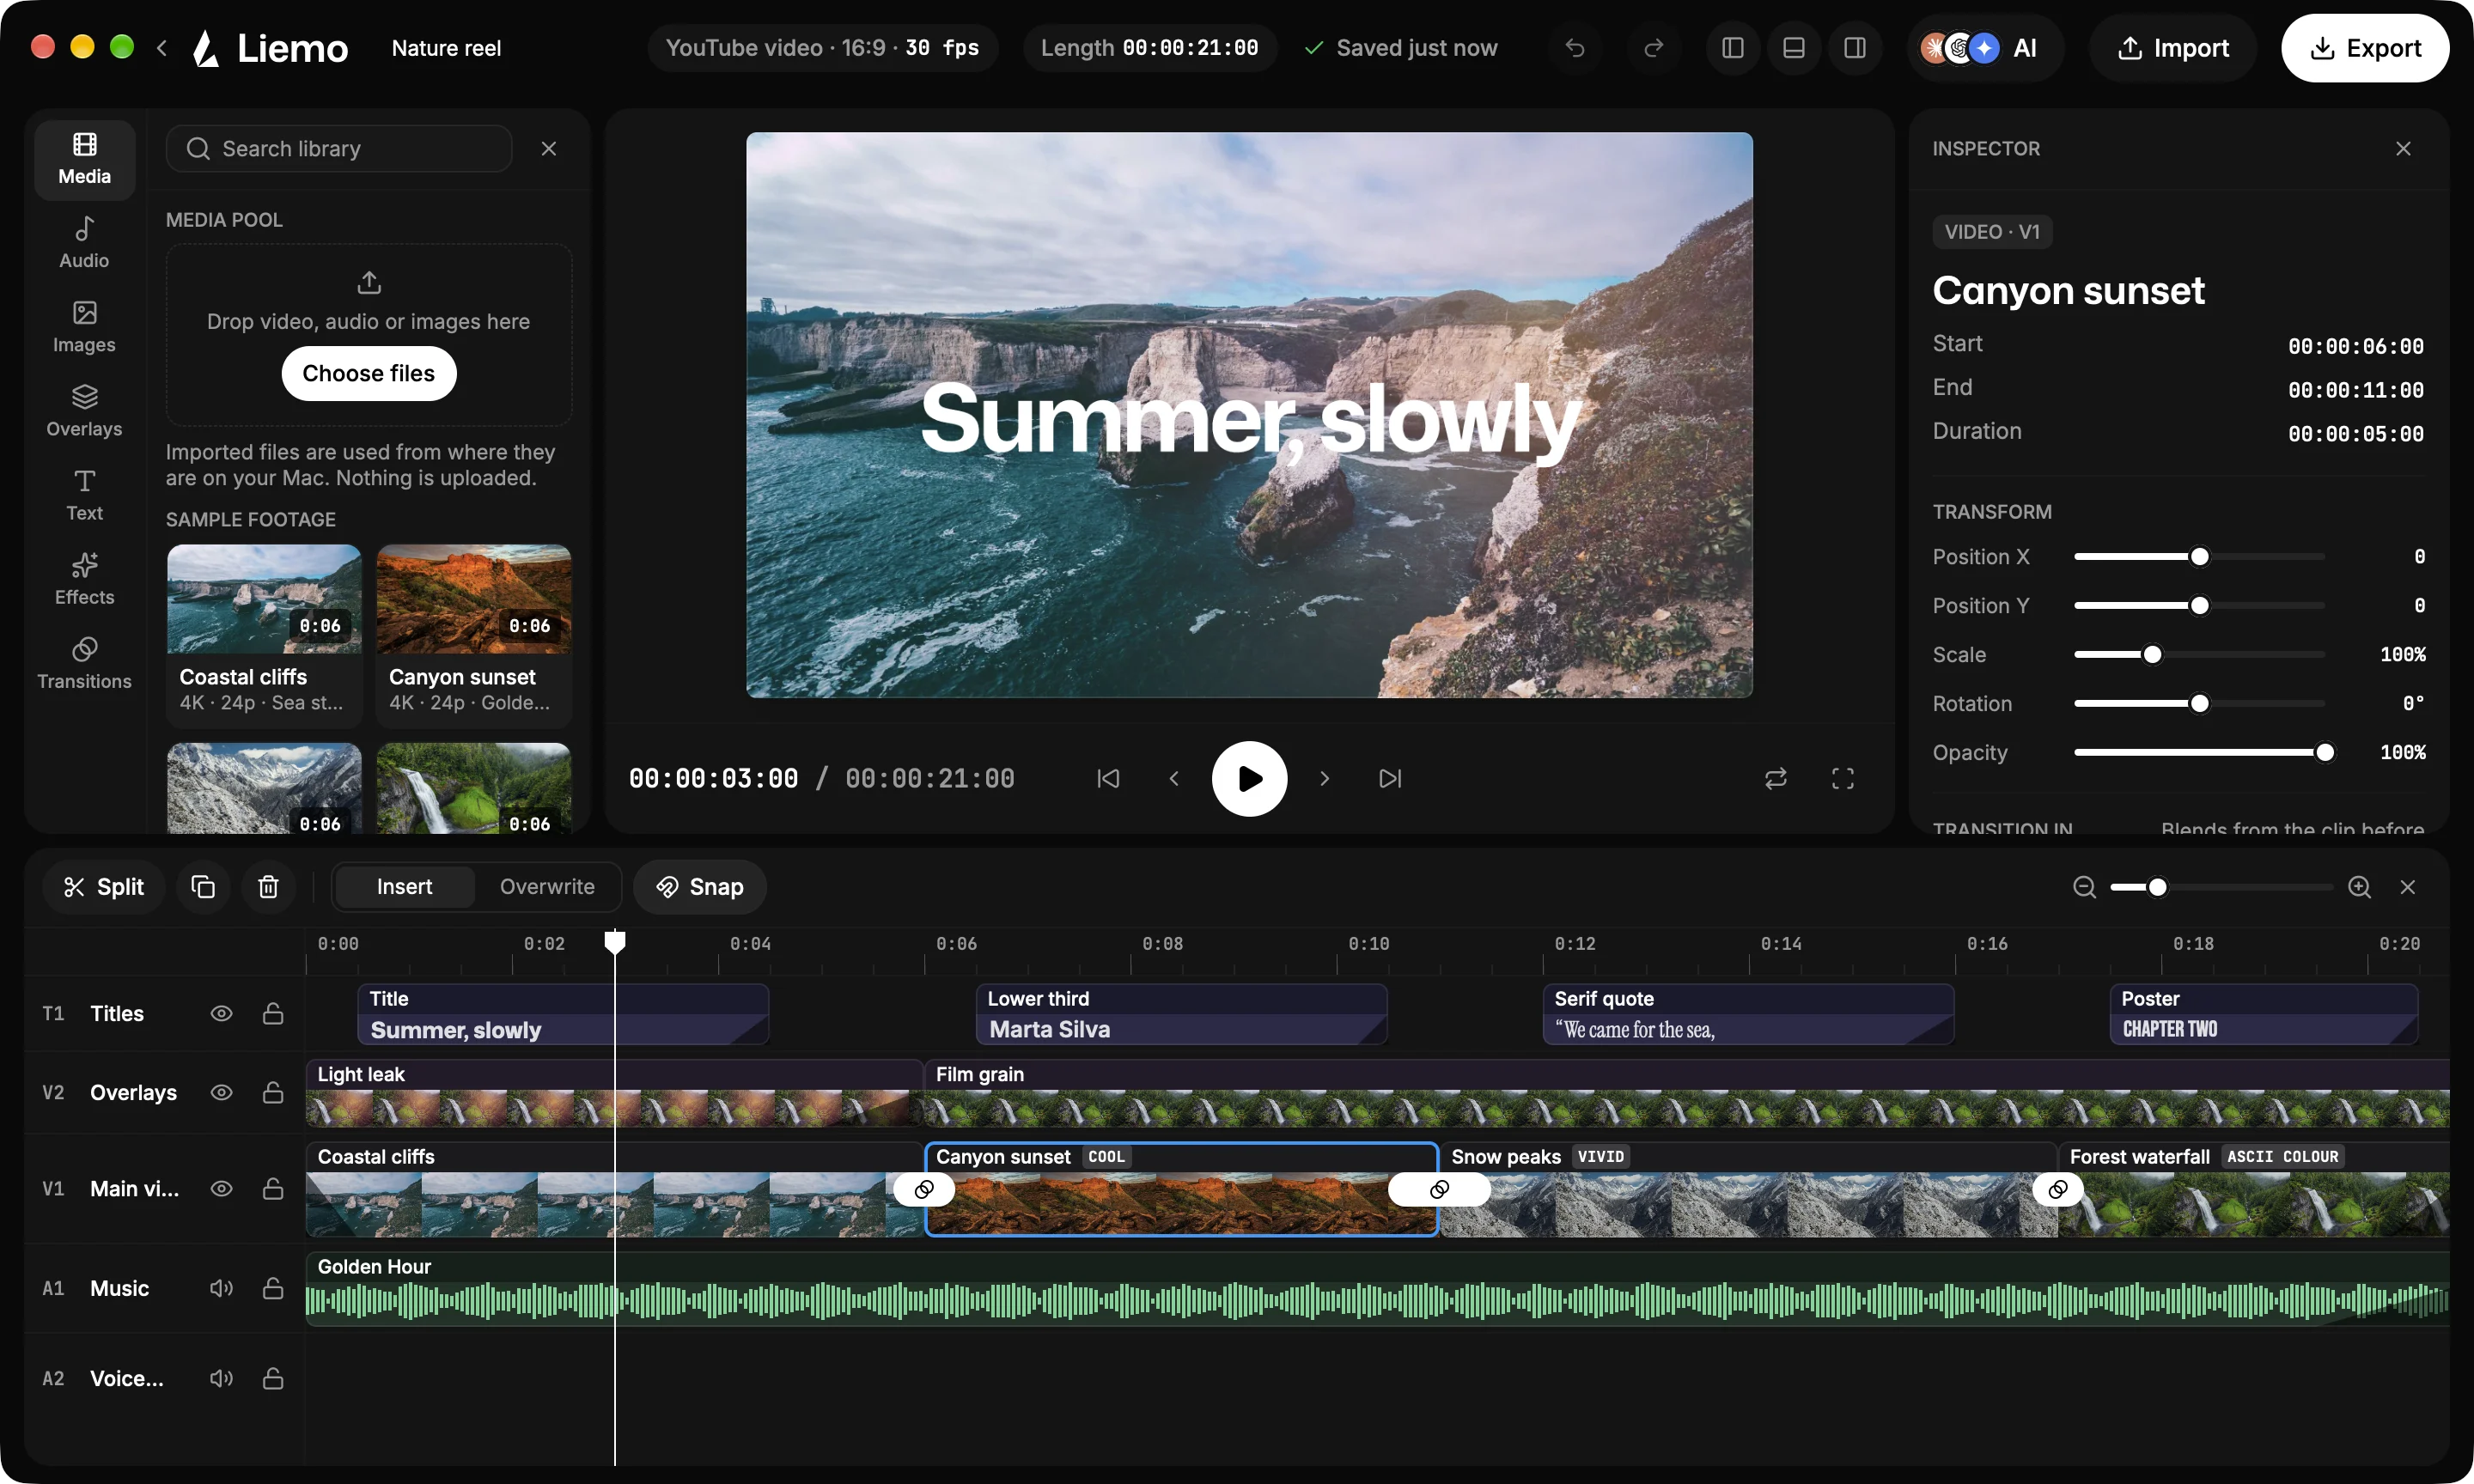 Liemo
Nature reel
YouTube video · 16:9 · 30 fps
Length 00:00:21:00
Saved just now
AI
Import
Export
Media
Audio
Images
Overlays
Text
Effects
Transitions
Search library
MEDIA POOL
Drop video, audio or images here
Choose files
Imported files are used from where they
are on your Mac. Nothing is uploaded.
SAMPLE FOOTAGE
0:06
0:06
Coastal cliffs
Canyon sunset
4K · 24p · Sea st...
4K · 24p · Golde...
0:06
0:06
Summer, slowly
00:00:03:00 / 00:00:21:00
INSPECTOR
VIDEO · V1
Canyon sunset
Start 00:00:06:00
End 00:00:11:00
Duration 00:00:05:00
TRANSFORM
Position X 0
Position Y 0
Scale 100%
Rotation 0°
Opacity 100%
TRANSITION IN Blends from the clip before
Split
Insert
Overwrite
Snap
0:00 0:02 0:04 0:06 0:08 0:10 0:12 0:14 0:16 0:18 0:20
T1 Titles
Title
Summer, slowly
Lower third
Marta Silva
Serif quote
“We came for the sea,
Poster
CHAPTER TWO
V2 Overlays
Light leak
Film grain
V1 Main vi...
Coastal cliffs
Canyon sunset COOL
Snow peaks VIVID
Forest waterfall ASCII COLOUR
A1 Music
Golden Hour
A2 Voice...